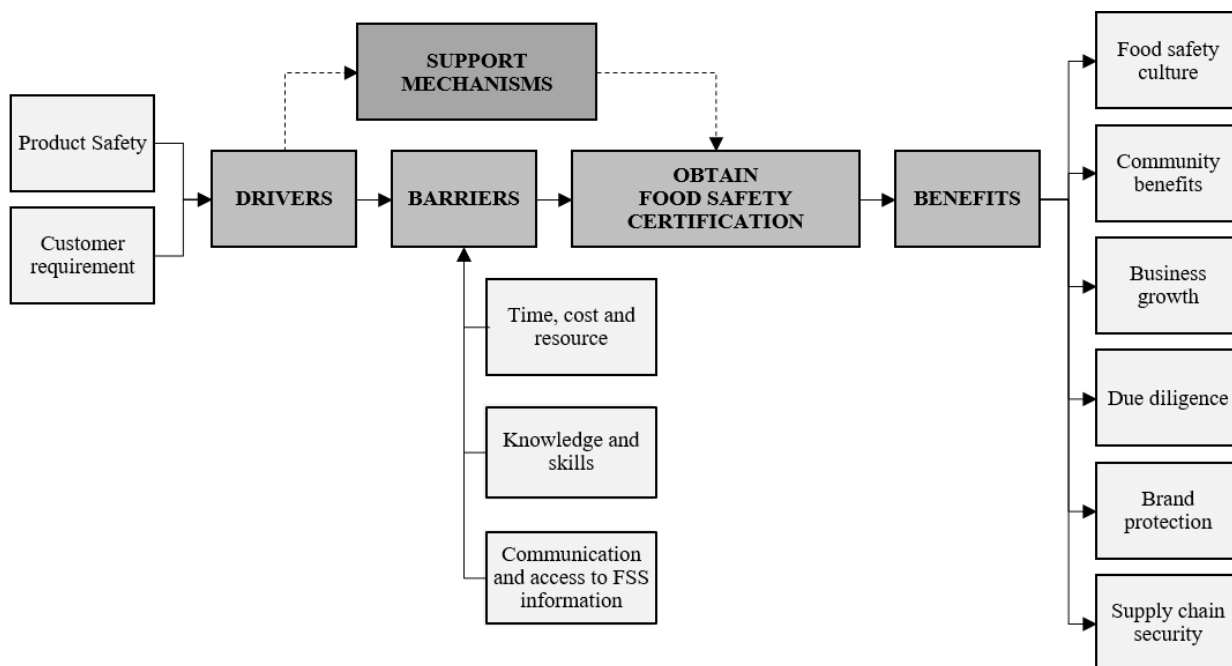 SUPPORT
MECHANISMS
Product Safety
Customer
requirement
DRIVERS
BARRIERS
OBTAIN
FOOD SAFETY
CERTIFICATION
BENEFITS
Time, cost and
resource
Knowledge and
skills
Communication
and access to FSS
information
Food safety
culture
Community
benefits
Business
growth
Due diligence
Brand
protection
Supply chain
security